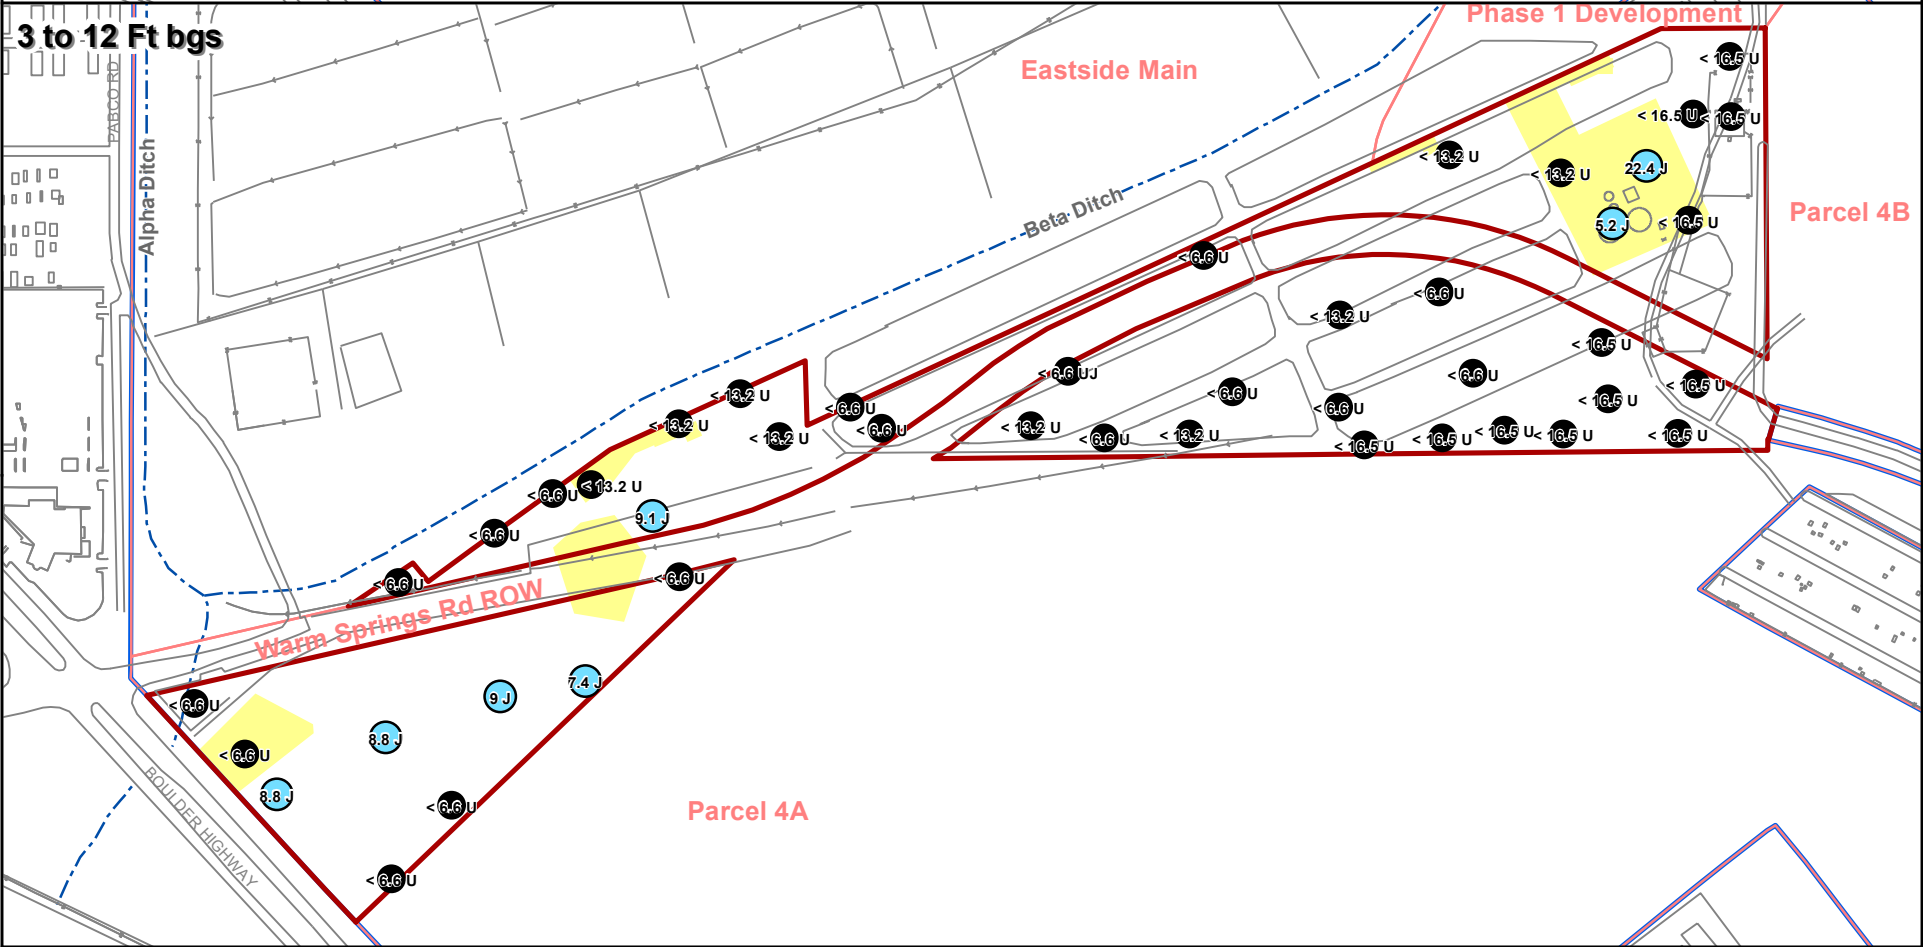 Phase 1 Development
3 to 12 Ft bgs
PABCO RD
Alpha Ditch
Eastside Main
Beta Ditch
Parcel 4B
< 16.5 U
< 16.5 U
< 16.5 U
< 13.2 U
< 13.2 U
22.4 J
5.2 J
< 16.5 U
< 6.6 U
< 6.6 U
< 13.2 U
< 16.5 U
< 6.6 UJ
< 6.6 U
< 16.5 U
< 13.2 U
< 6.6 U
< 16.5 U
< 6.6 U
< 6.6 U
< 13.2 U
< 6.6 U
< 13.2 U
< 13.2 U
< 6.6 U
< 13.2 U
< 16.5 U
< 16.5 U
< 16.5 U
< 16.5 U
< 16.5 U
< 6.6 U
< 13.2 U
9.1 J
< 6.6 U
< 6.6 U
< 6.6 U
Warm Springs Rd ROW
7.4 J
9 J
< 6.6 U
8.8 J
< 6.6 U
8.8 J
< 6.6 U
Parcel 4A
BOULDER HIGHWAY
< 6.6 U